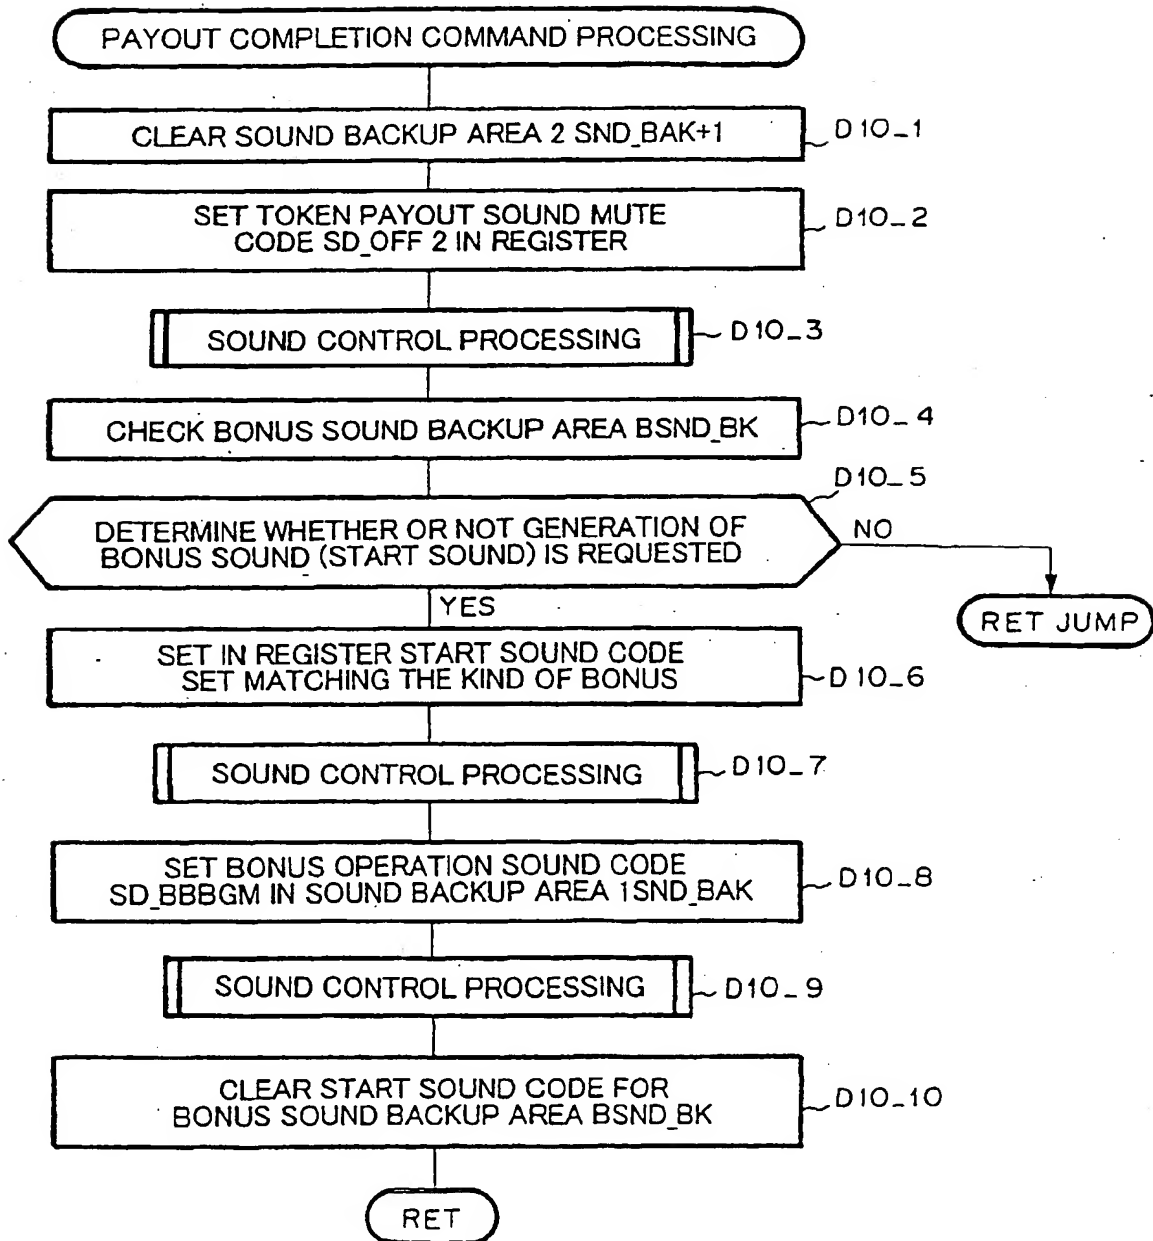 PAYOUT COMPLETION COMMAND PROCESSING
CLEAR SOUND BACKUP AREA 2 SND_BAK+1
D10_1
SET TOKEN PAYOUT SOUND MUTE
CODE SD_OFF 2 IN REGISTER
D10_2
SOUND CONTROL PROCESSING
D10_3
CHECK BONUS SOUND BACKUP AREA BSND_BK
D10_4
D10_5
DETERMINE WHETHER OR NOT GENERATION OF
BONUS SOUND (START SOUND) IS REQUESTED
NO
YES
RET JUMP
SET IN REGISTER START SOUND CODE
SET MATCHING THE KIND OF BONUS
D10_6
SOUND CONTROL PROCESSING
D10_7
SET BONUS OPERATION SOUND CODE
SD_BBBGM IN SOUND BACKUP AREA 1SND_BAK
D10_8
SOUND CONTROL PROCESSING
D10_9
CLEAR START SOUND CODE FOR
BONUS SOUND BACKUP AREA BSND_BK
D10_10
RET